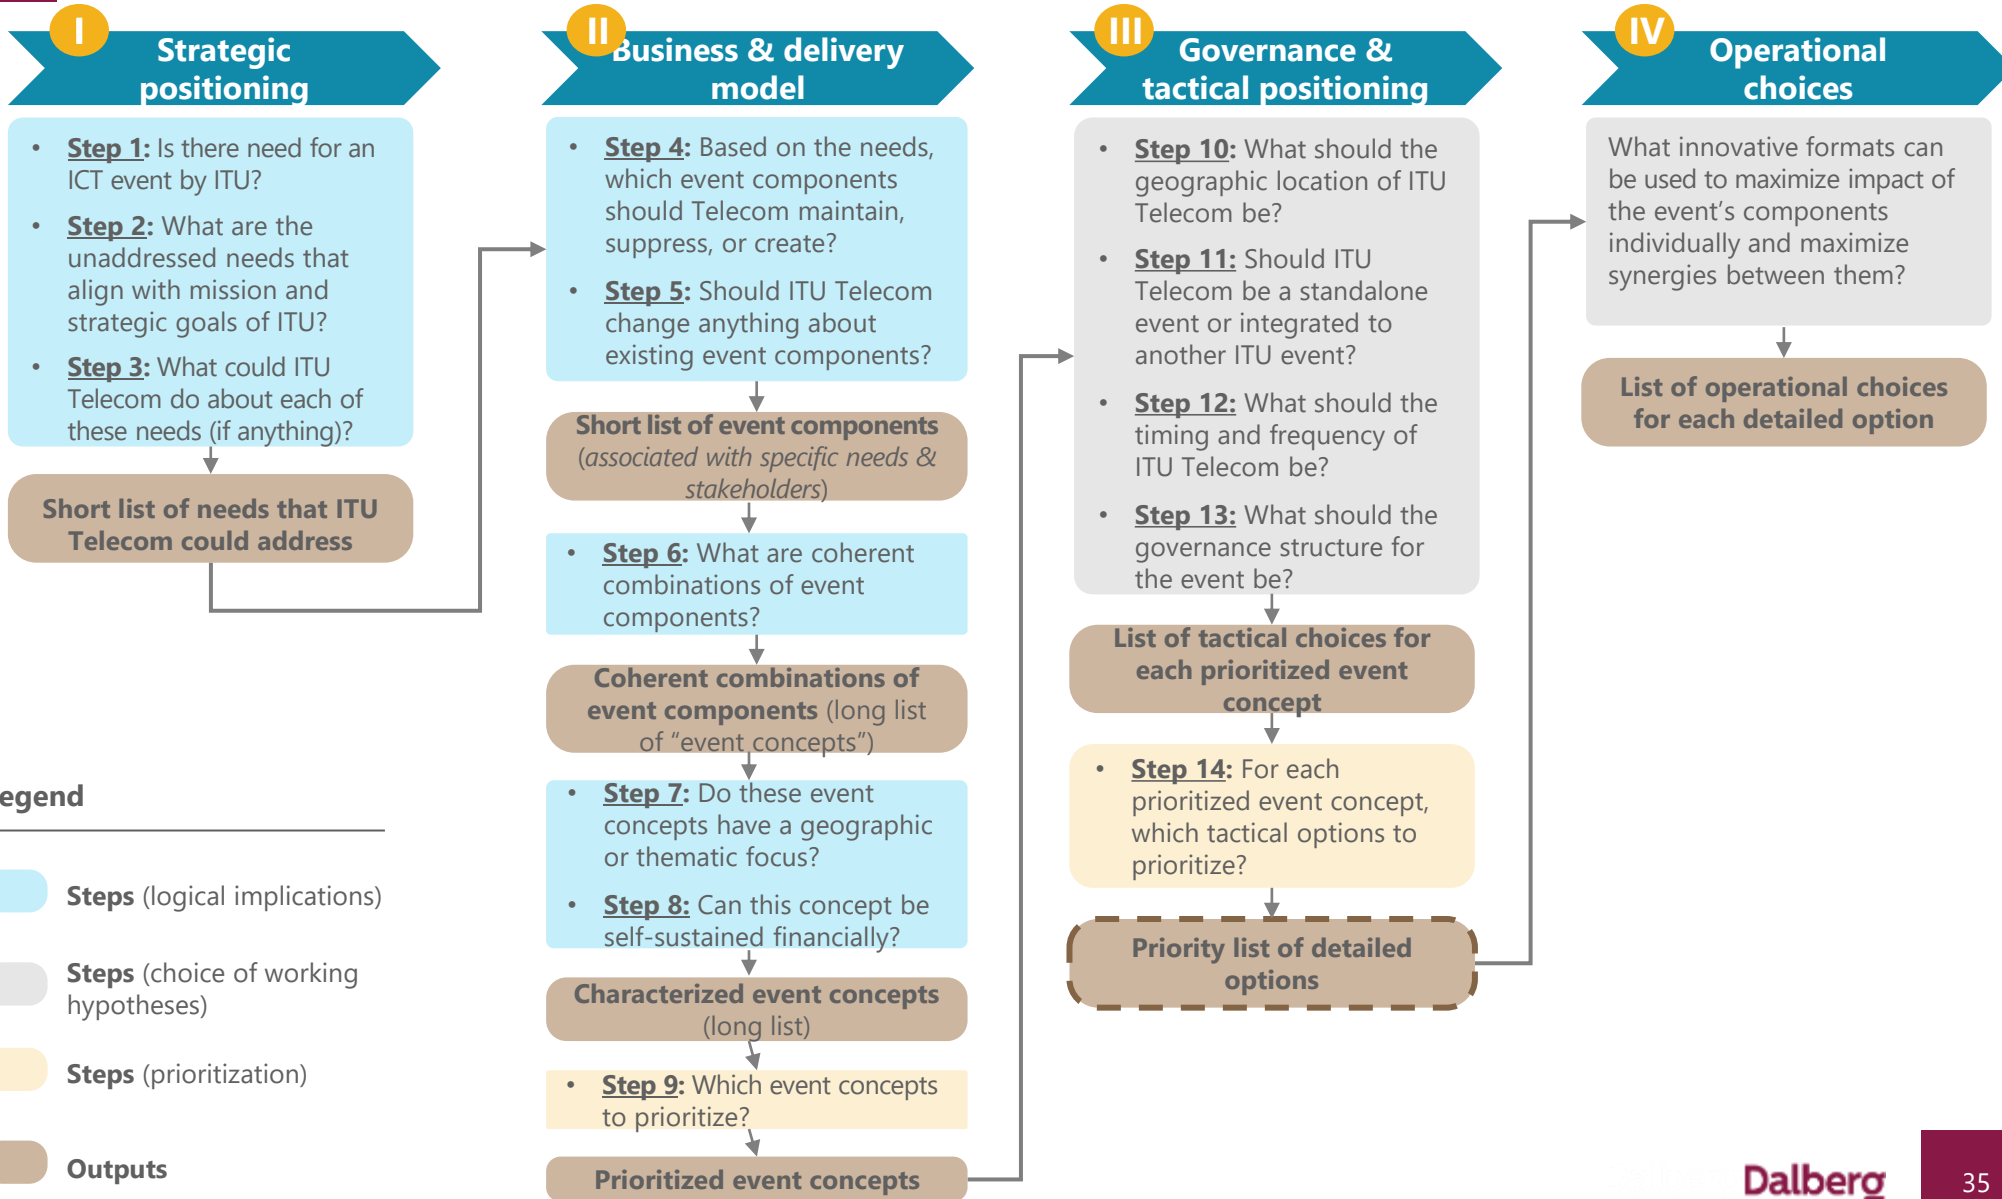 I
Strategic
positioning
• Step 1: Is there need for an
ICT event by ITU?
• Step 2: What are the
unaddressed needs that
align with mission and
strategic goals of ITU?
• Step 3: What could ITU
Telecom do about each of
these needs (if anything)?
Short list of needs that ITU
Telecom could address
egend
Steps (logical implications)
Steps (choice of working
hypotheses)
Steps (prioritization)
Outputs
II
Business & delivery
model
• Step 4: Based on the needs,
which event components
should Telecom maintain,
suppress, or create?
• Step 5: Should ITU Telecom
change anything about
existing event components?
Short list of event components
(associated with specific needs &
stakeholders)
• Step 6: What are coherent
combinations of event
components?
Coherent combinations of
event components (long list
of “event concepts”)
• Step 7: Do these event
concepts have a geographic
or thematic focus?
• Step 8: Can this concept be
self-sustained financially?
Characterized event concepts
(long list)
• Step 9: Which event concepts
to prioritize?
Prioritized event concepts
III
Governance &
tactical positioning
• Step 10: What should the
geographic location of ITU
Telecom be?
• Step 11: Should ITU
Telecom be a standalone
event or integrated to
another ITU event?
• Step 12: What should the
timing and frequency of
ITU Telecom be?
• Step 13: What should the
governance structure for
the event be?
List of tactical choices for
each prioritized event
concept
• Step 14: For each
prioritized event concept,
which tactical options to
prioritize?
Priority list of detailed
options
IV
Operational
choices
What innovative formats can
be used to maximize impact of
the event’s components
individually and maximize
synergies between them?
List of operational choices
for each detailed option
Dalberg
35